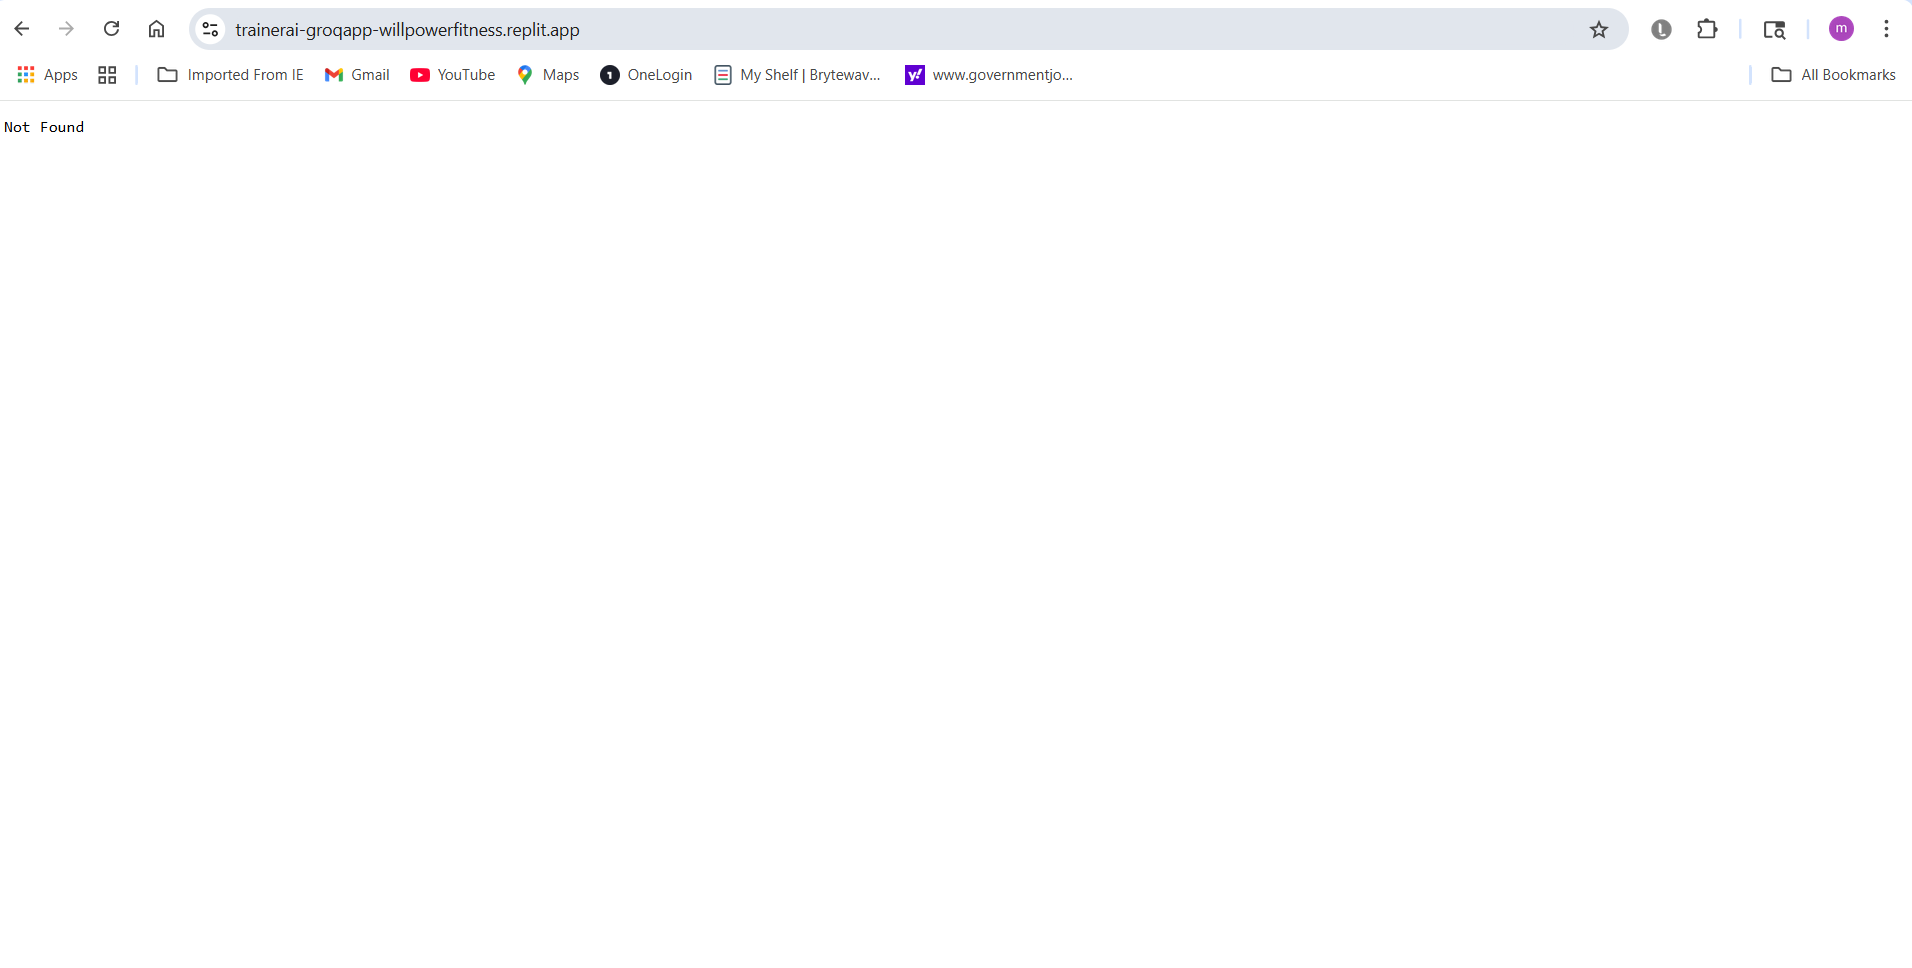 trainerai-groqapp-willpowerfitness.replit.app
m
Apps
Imported From IE
Gmail
YouTube
Maps
1
OneLogin
My Shelf | Brytewav...
y!
www.governmentjo...
All Bookmarks
Not Found